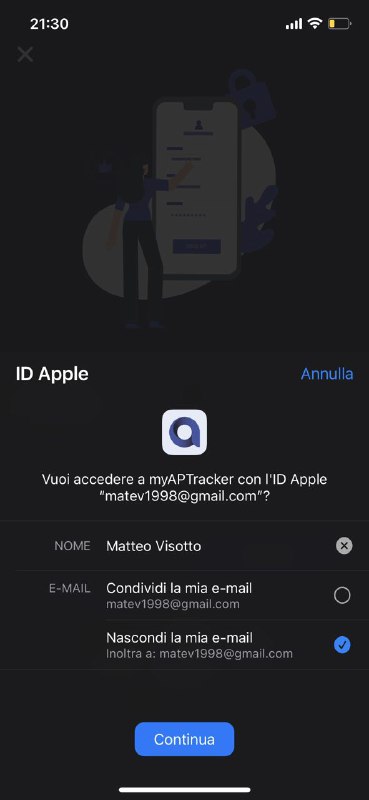 21:30
ID Apple
Annulla
Vuoi accedere a myAPTracker con l'ID Apple
“matev1998@gmail.com”?
NOME
Matteo Visotto
E-MAIL
Condividi la mia e-mail
matev1998@gmail.com
Nascondi la mia e-mail
Inoltra a: matev1998@gmail.com
Continua